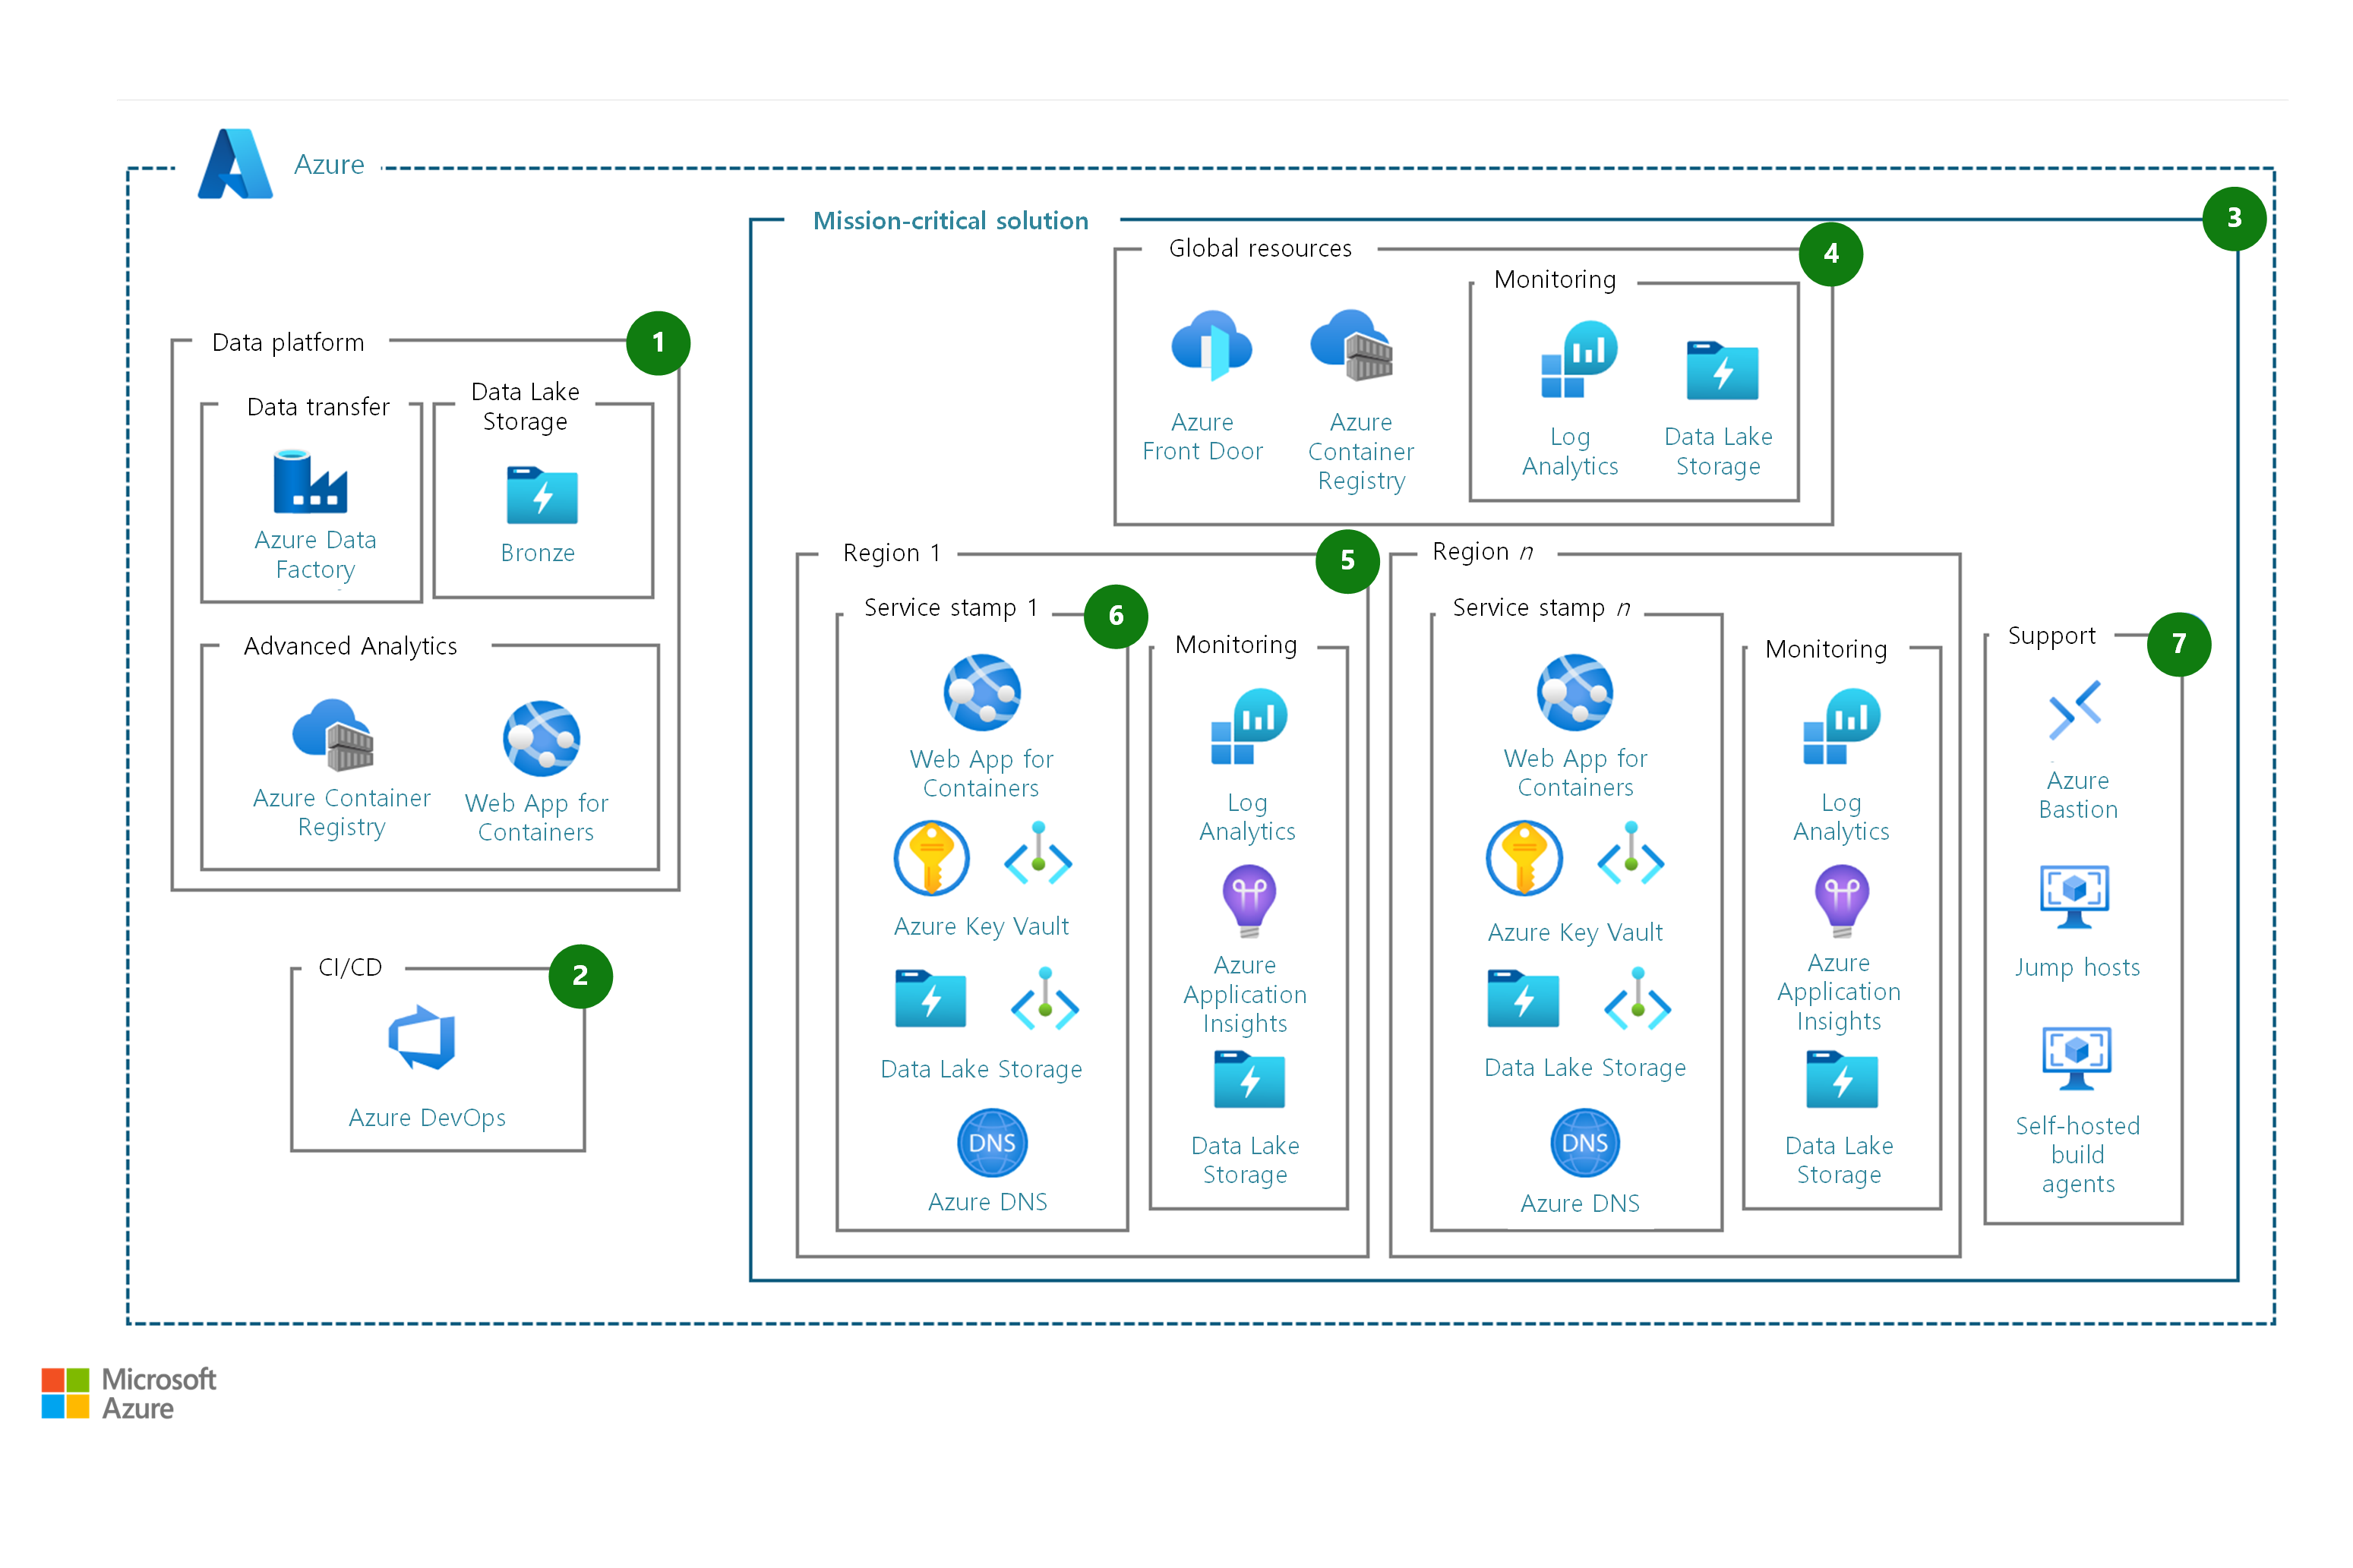 Azure
Mission-critical solution
3
Global resources
4
Monitoring
Azure
Front Door
Azure
Container
Registry
Log
Analytics
Data Lake
Storage
Data platform
1
Data transfer
Azure Data
Factory
Data Lake
Storage
Bronze
Advanced Analytics
Azure Container
Registry
Web App for
Containers
CI/CD
2
Azure DevOps
Region 1
5
Service stamp 1
6
Web App for
Containers
Azure Key Vault
Data Lake Storage
DNS
Azure DNS
Monitoring
Log
Analytics
Azure
Application
Insights
Data Lake
Storage
Region n
Service stamp n
Web App for
Containers
Azure Key Vault
Data Lake Storage
DNS
Azure DNS
Monitoring
Log
Analytics
Azure
Application
Insights
Data Lake
Storage
Support
7
Azure
Bastion
Jump hosts
Self-hosted
build
agents
Microsoft
Azure